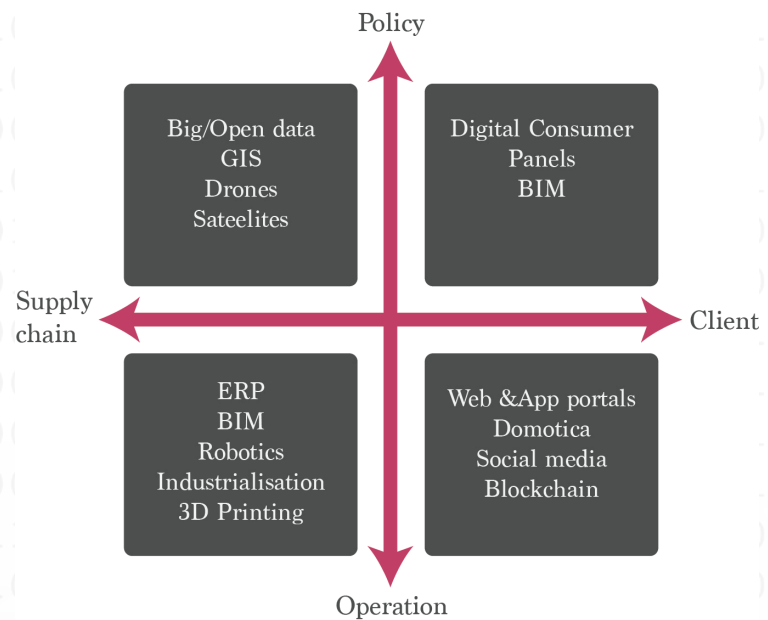 Policy
Big/Open data
GIS
Drones
Sateelites
Digital Consumer
Panels
BIM
Supply
chain
Client
ERP
BIM
Robotics
Industrialisation
3D Printing
Web &App portals
Domotica
Social media
Blockchain
Operation